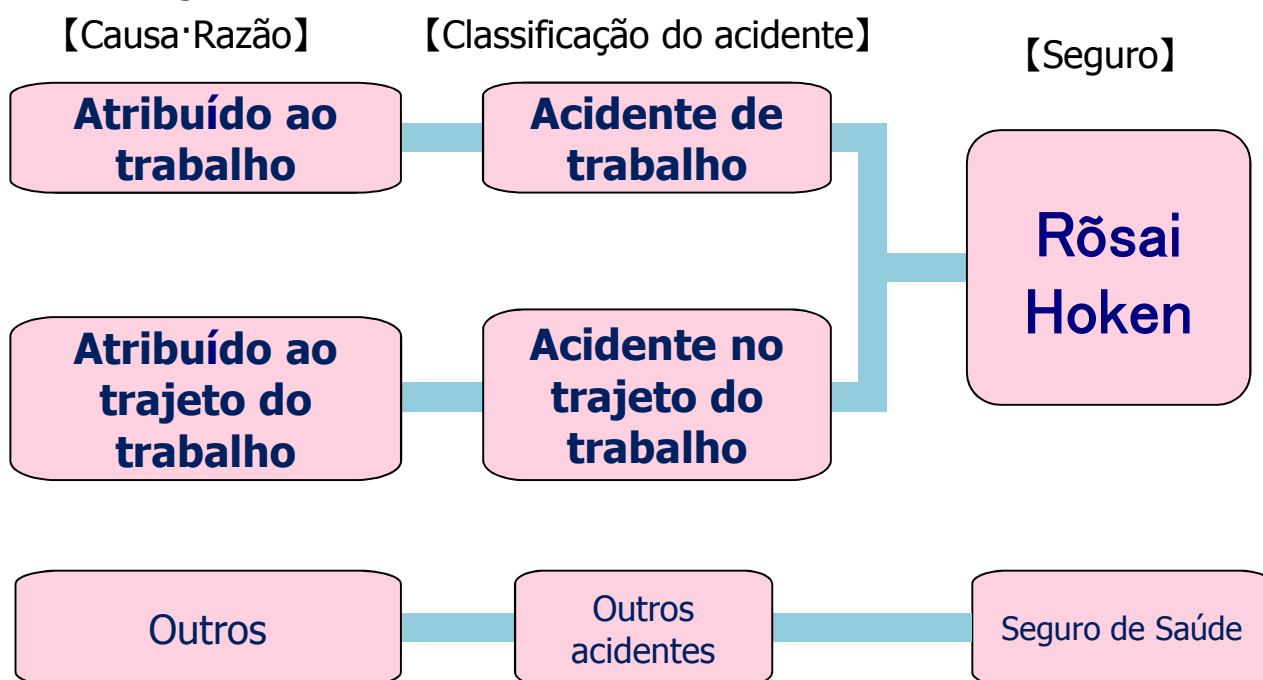 【Causa·Razão】
【Classificação do acidente】
【Seguro】
Atribuído ao
trabalho
Acidente de
trabalho
Rõsai
Hoken
Atribuído ao
trajeto do
trabalho
Acidente no
trajeto do
trabalho
Outros
Outros
acidentes
Seguro de Saúde